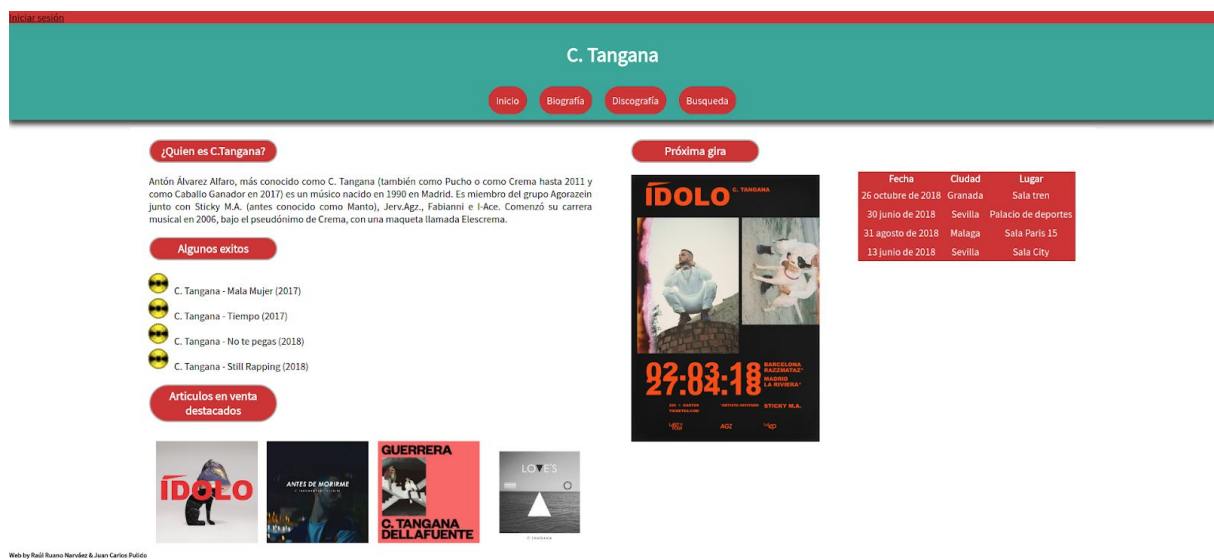 Iniciar sesión
C. Tangana
Inicio Biografía Discografía Busqueda
¿Quien es C.Tangana?
Antón Álvarez Alfaro, más conocido como C. Tangana (también como Pucho o como Crema hasta 2011 y
como Caballo Ganador en 2017) es un músico nacido en 1990 en Madrid. Es miembro del grupo Agorazein
junto con Sticky M.A. (antes conocido como Manto), Jerv.Agz., Fabianni e I-Ace. Comenzó su carrera
musical en 2006, bajo el pseudónimo de Crema, con una maqueta llamada Elescrema.
Algunos exitos
C. Tangana - Mala Mujer (2017)
C. Tangana - Tiempo (2017)
C. Tangana - No te pegas (2018)
C. Tangana - Still Rapping (2018)
Articulos en venta
destacados
ÍDOLO
ANTES DE MORIRME
GUERRERA
C. TANGANA
DELLAFUENTE
LOVE'S
Próxima gira
ÍDOLO C. TANGANA
02:03:18
27:04:18
BARCELONA
RAZZMATAZ*
MADRID
LA RIVIERA*
STICKY M.A.
AGZ
Fecha Ciudad Lugar
26 octubre de 2018 Granada Sala tren
30 junio de 2018 Sevilla Palacio de deportes
31 agosto de 2018 Malaga Sala Paris 15
13 junio de 2018 Sevilla Sala City
Web by Raúl Ruano Narváez & Juan Carlos Pulido